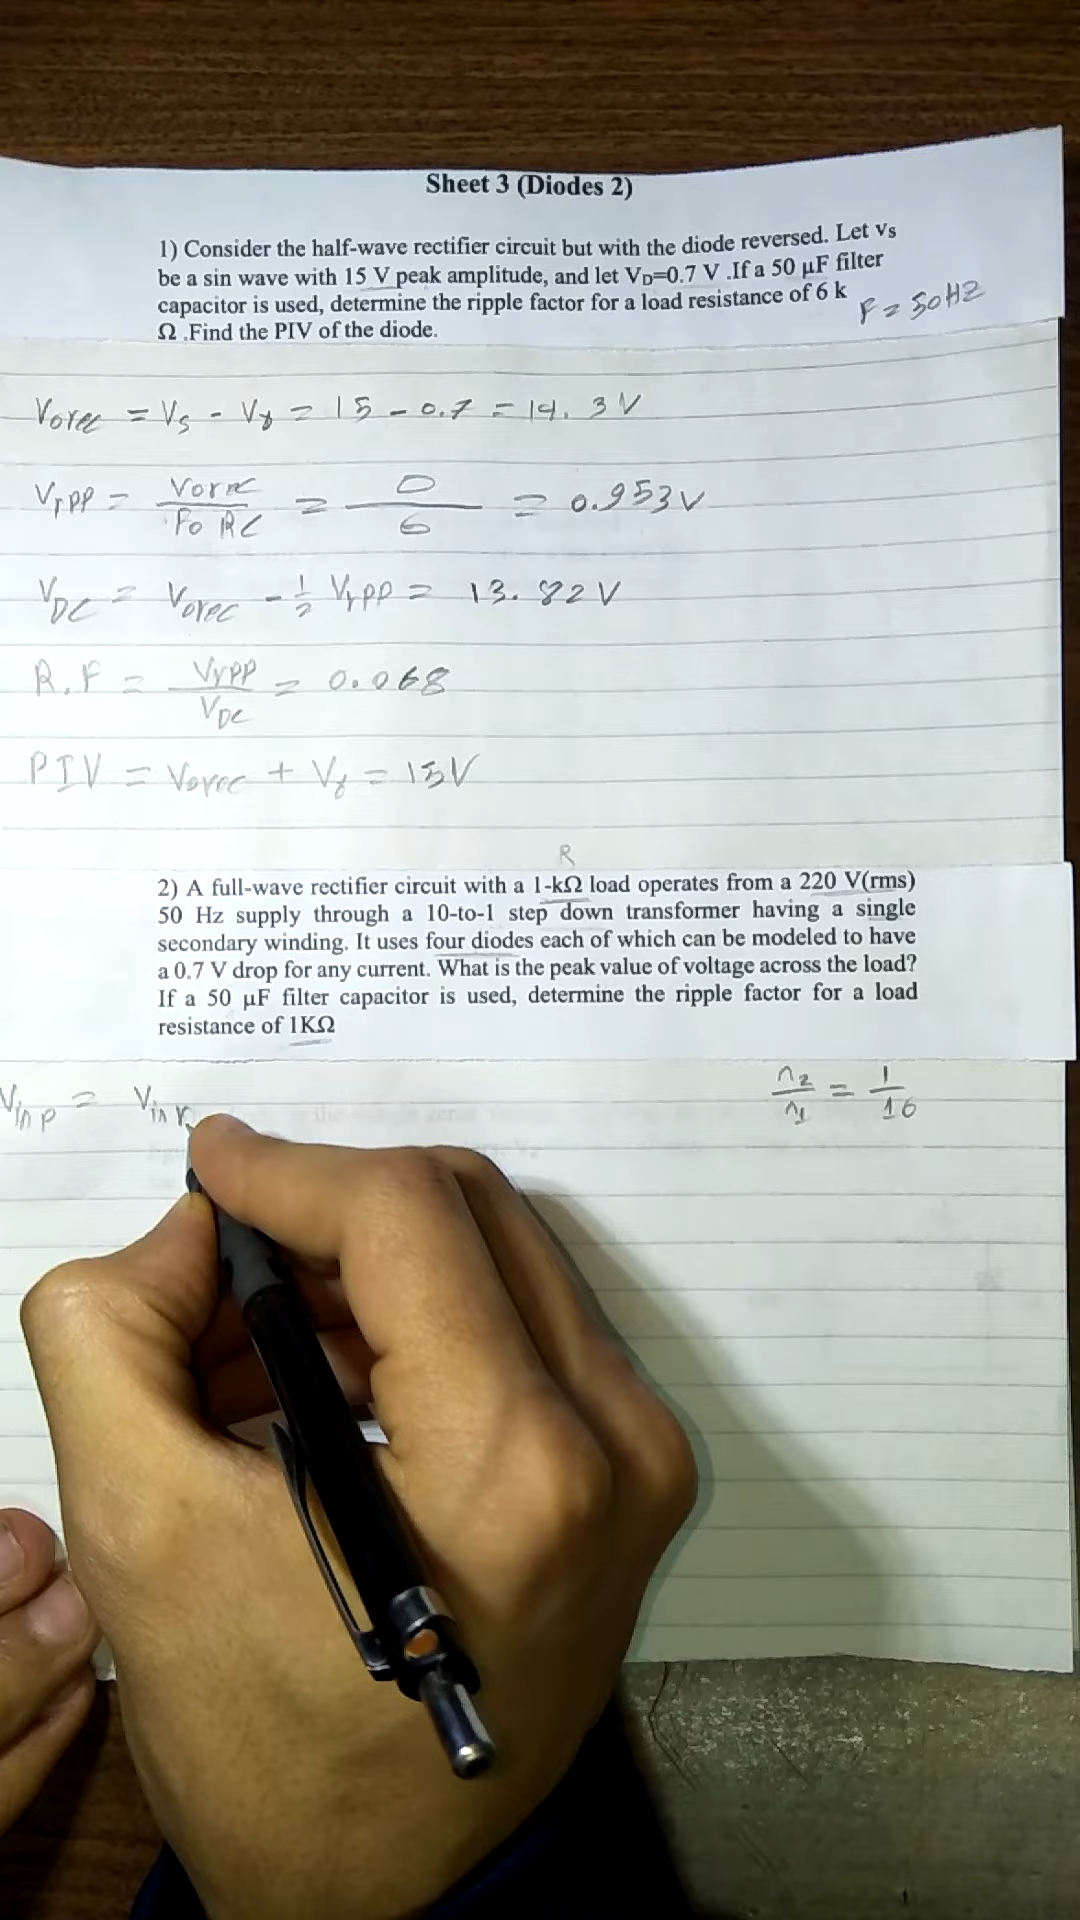 Sheet 3 (Diodes 2)
1) Consider the half-wave rectifier circuit but with the diode reversed. Let vs
be a sin wave with 15 V peak amplitude, and let VD=0.7 V .If a 50 μF filter
capacitor is used, determine the ripple factor for a load resistance of 6 k
Ω .Find the PIV of the diode.
F = 50HZ
Vorec = Vs - Vγ = 15 - 0.7 = 14.3V
Vrpp = Vorec / Fo RC = 0 / 6 = 0.953V
VDC = Vorec - 1/2 Vrpp = 13.82V
R.F = Vrpp / VDC = 0.068
PIV = Vorec + Vγ = 15V
R
2) A full-wave rectifier circuit with a 1-kΩ load operates from a 220 V(rms)
50 Hz supply through a 10-to-1 step down transformer having a single
secondary winding. It uses four diodes each of which can be modeled to have
a 0.7 V drop for any current. What is the peak value of voltage across the load?
If a 50 μF filter capacitor is used, determine the ripple factor for a load
resistance of 1KΩ
Vin p = Vin r
n2 / n1 = 1 / 10